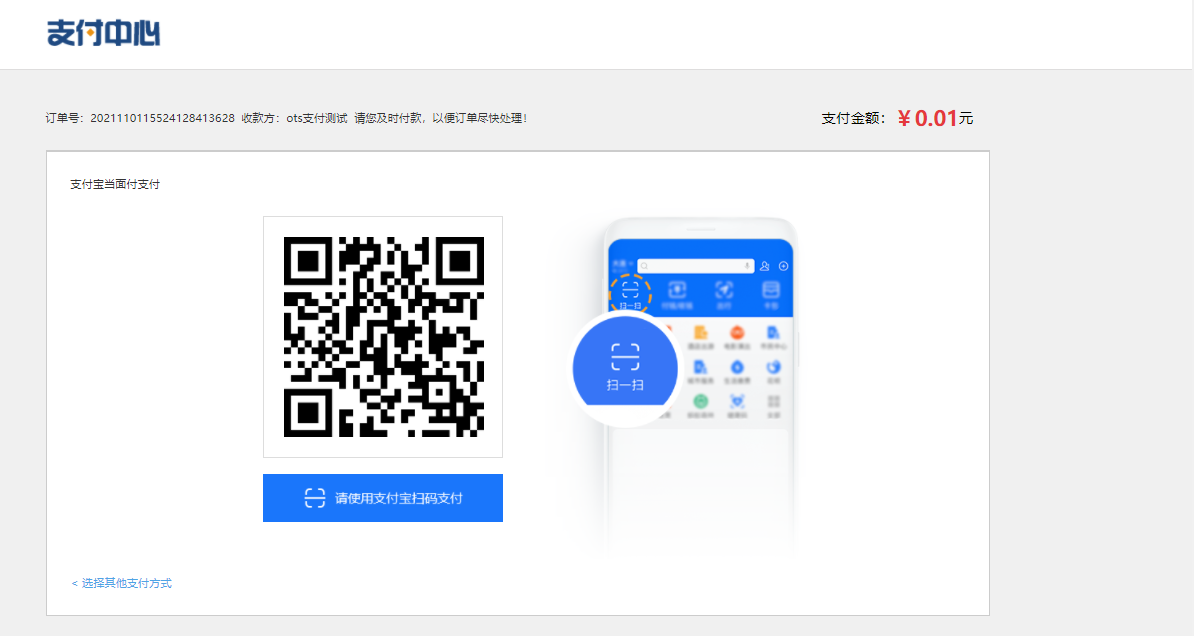 支付中心
订单号：2021110115524128413628 收款方：ots支付测试 请您及时付款，以便订单尽快处理！
支付金额：￥0.01元
支付宝当面付支付
扫一扫
扫一扫
请使用支付宝扫码支付
< 选择其他支付方式